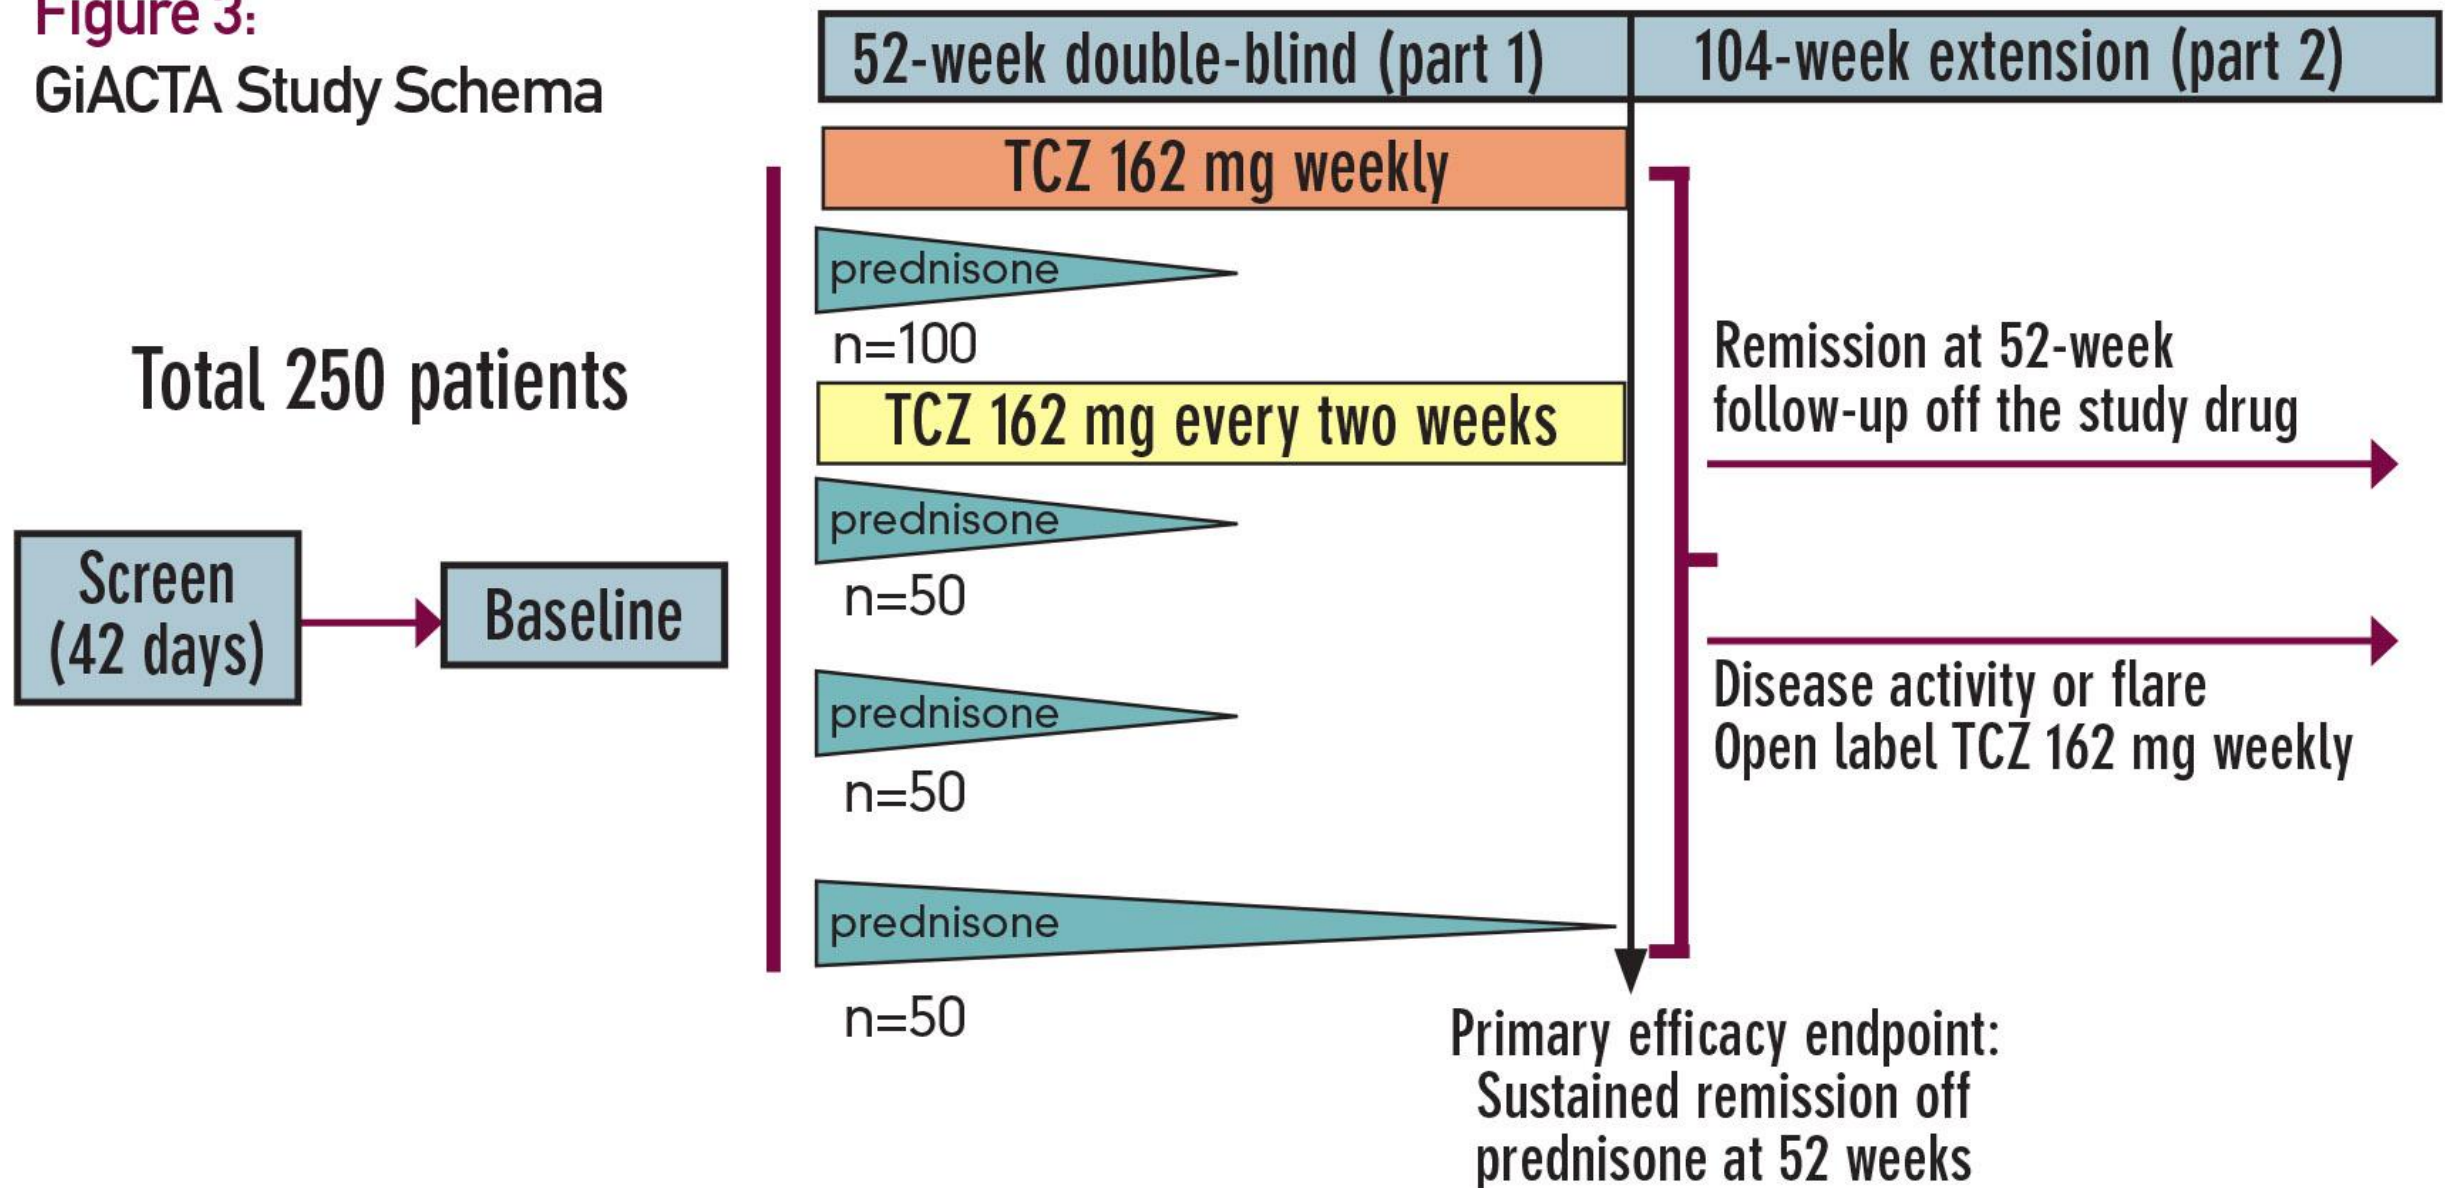 Figure 3:
GiACTA Study Schema
52-week double-blind (part 1)
104-week extension (part 2)
TCZ 162 mg weekly
prednisone
n=100
Total 250 patients
TCZ 162 mg every two weeks
prednisone
n=50
Screen
(42 days)
Baseline
prednisone
n=50
prednisone
n=50
Remission at 52-week
follow-up off the study drug
Disease activity or flare
Open label TCZ 162 mg weekly
Primary efficacy endpoint:
Sustained remission off
prednisone at 52 weeks